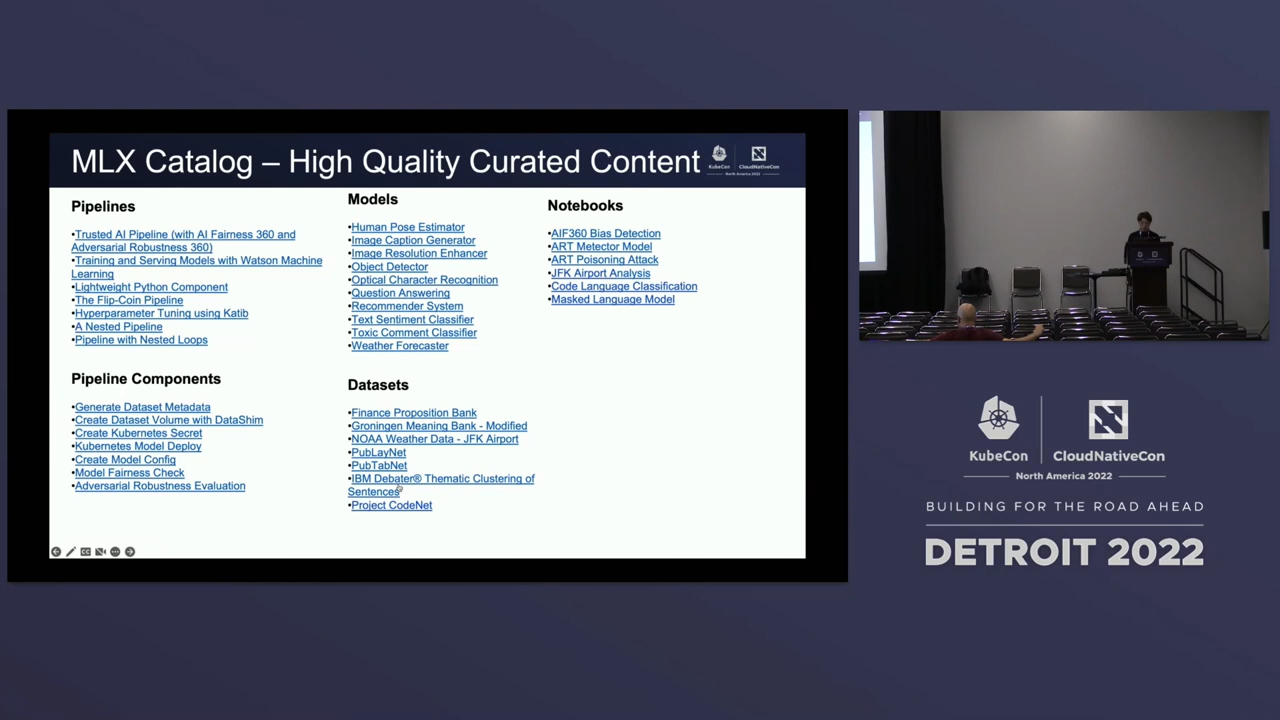 MLX Catalog – High Quality Curated Content
KubeCon
CloudNativeCon
North America 2022
Pipelines
•Trusted AI Pipeline (with AI Fairness 360 and
Adversarial Robustness 360)
•Training and Serving Models with Watson Machine
Learning
•Lightweight Python Component
•The Flip-Coin Pipeline
•Hyperparameter Tuning using Katib
•A Nested Pipeline
•Pipeline with Nested Loops
Pipeline Components
•Generate Dataset Metadata
•Create Dataset Volume with DataShim
•Create Kubernetes Secret
•Kubernetes Model Deploy
•Create Model Config
•Model Fairness Check
•Adversarial Robustness Evaluation
Models
•Human Pose Estimator
•Image Caption Generator
•Image Resolution Enhancer
•Object Detector
•Optical Character Recognition
•Question Answering
•Recommender System
•Text Sentiment Classifier
•Toxic Comment Classifier
•Weather Forecaster
Datasets
•Finance Proposition Bank
•Groningen Meaning Bank - Modified
•NOAA Weather Data - JFK Airport
•PubLayNet
•PubTabNet
•IBM Debater® Thematic Clustering of
Sentences
•Project CodeNet
Notebooks
•AIF360 Bias Detection
•ART Metector Model
•ART Poisoning Attack
•JFK Airport Analysis
•Code Language Classification
•Masked Language Model
KubeCon
CloudNativeCon
North America 2022
BUILDING FOR THE ROAD AHEAD
DETROIT 2022